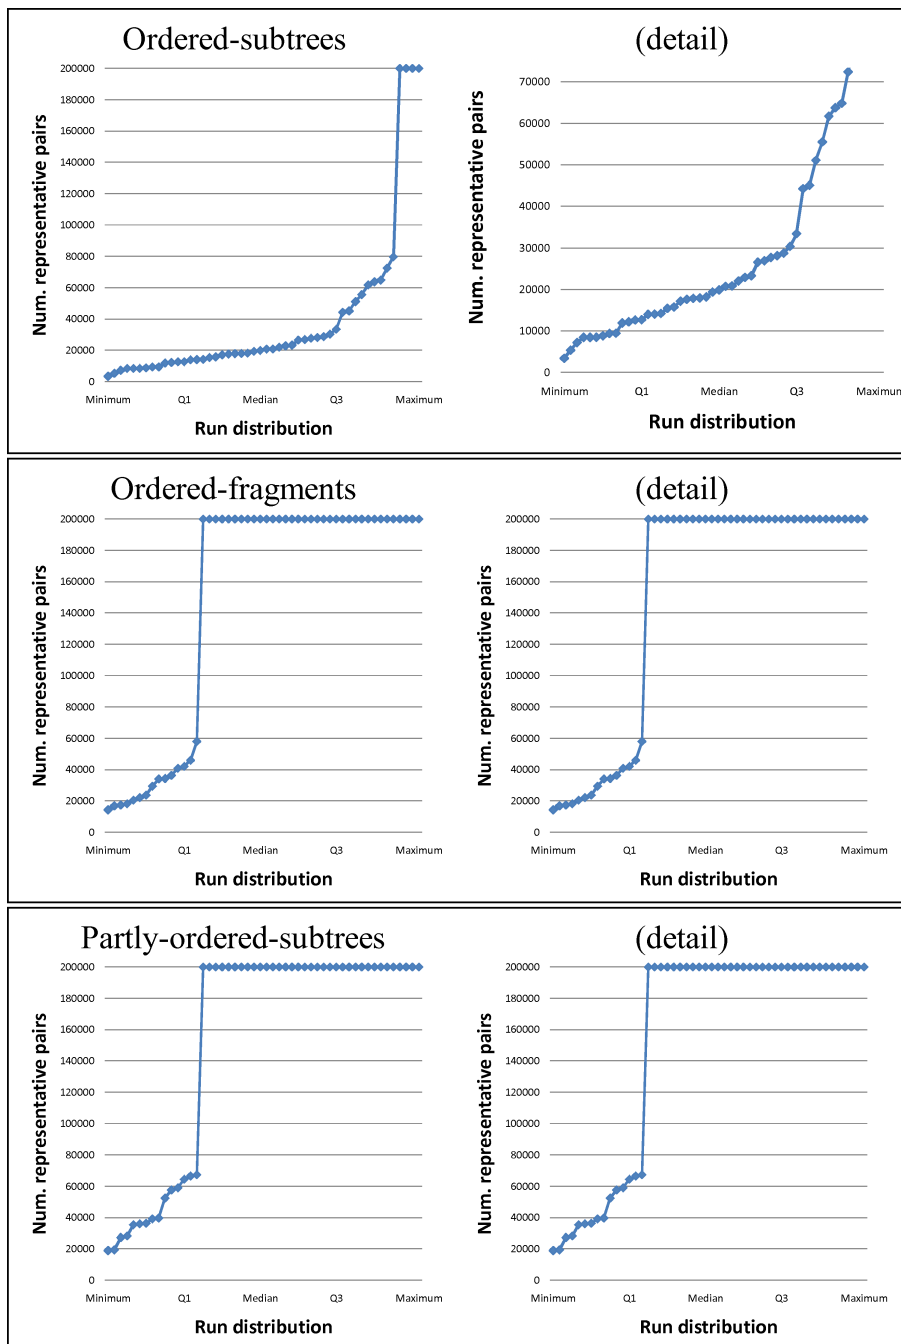 Ordered-subtrees
(detail)
Num. representative pairs
200000
180000
160000
140000
120000
100000
80000
60000
40000
20000
0
Minimum Q1 Median Q3 Maximum
Run distribution
Num. representative pairs
70000
60000
50000
40000
30000
20000
10000
0
Minimum Q1 Median Q3 Maximum
Run distribution
Ordered-fragments
(detail)
Num. representative pairs
200000
180000
160000
140000
120000
100000
80000
60000
40000
20000
0
Minimum Q1 Median Q3 Maximum
Run distribution
Num. representative pairs
200000
180000
160000
140000
120000
100000
80000
60000
40000
20000
0
Minimum Q1 Median Q3 Maximum
Run distribution
Partly-ordered-subtrees
(detail)
Num. representative pairs
200000
180000
160000
140000
120000
100000
80000
60000
40000
20000
0
Minimum Q1 Median Q3 Maximum
Run distribution
Num. representative pairs
200000
180000
160000
140000
120000
100000
80000
60000
40000
20000
0
Minimum Q1 Median Q3 Maximum
Run distribution